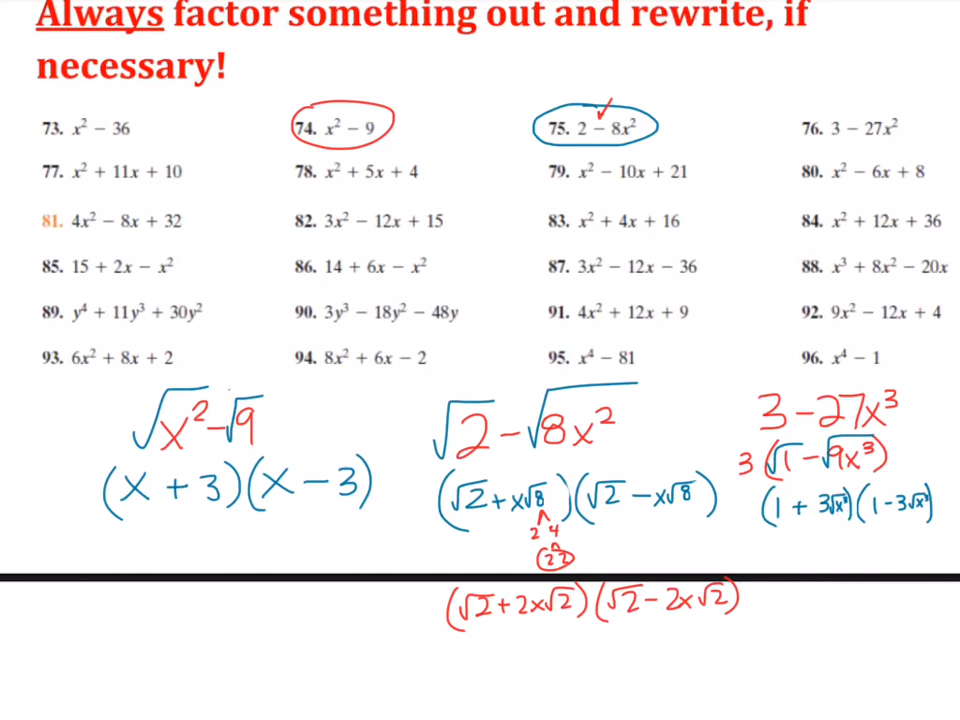 Always factor something out and rewrite, if
necessary!
73. x² − 36 74. x² − 9 75. 2 − 8x² 76. 3 − 27x²
77. x² + 11x + 10 78. x² + 5x + 4 79. x² − 10x + 21 80. x² − 6x + 8
81. 4x² − 8x + 32 82. 3x² − 12x + 15 83. x² + 4x + 16 84. x² + 12x + 36
85. 15 + 2x − x² 86. 14 + 6x − x² 87. 3x² − 12x − 36 88. x³ + 8x² − 20x
89. y⁴ + 11y³ + 30y² 90. 3y³ − 18y² − 48y 91. 4x² + 12x + 9 92. 9x² − 12x + 4
93. 6x² + 8x + 2 94. 8x² + 6x − 2 95. x⁴ − 81 96. x⁴ − 1
√x² − √9
(x + 3)(x − 3)
√2 − √8x²
(√2 + x√8)(√2 − x√8)
2 4
2 2
(√2 + 2x√2)(√2 − 2x√2)
3 − 27x³
3(√1 − √9x³)
(1 + 3√x³)(1 − 3√x³)